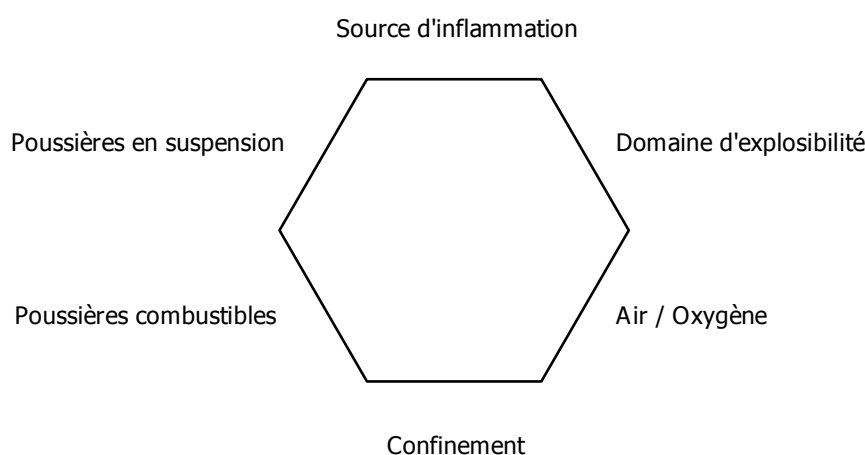 Source d'inflammation
Poussières en suspension
Domaine d'explosibilité
Poussières combustibles
Air / Oxygène
Confinement